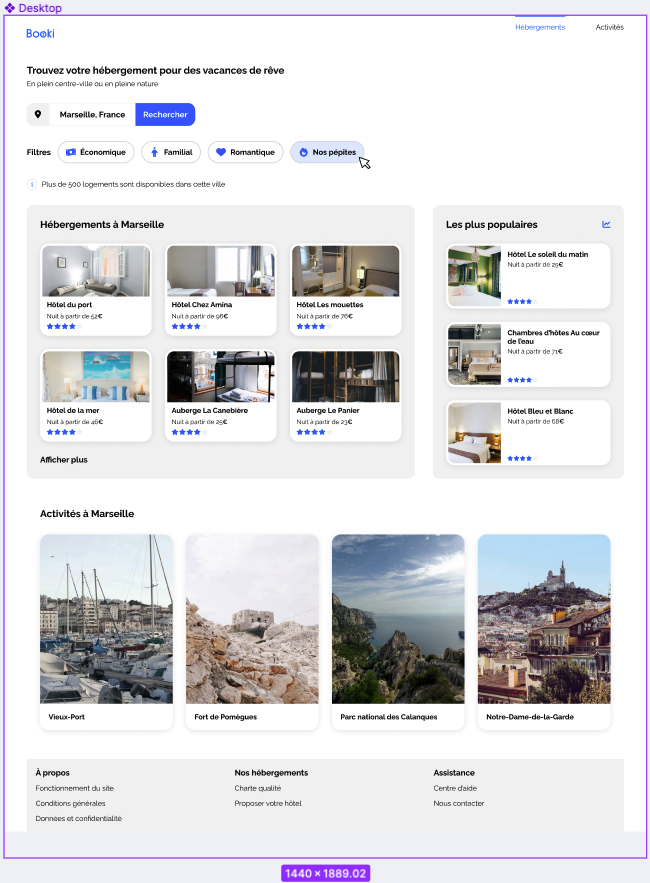 Desktop
Booki
Hébergements
Activités
Trouvez votre hébergement pour des vacances de rêve
En plein centre-ville ou en pleine nature
Marseille, France
Rechercher
Filtres
Économique
Familial
Romantique
Nos pépites
Plus de 500 logements sont disponibles dans cette ville
Hébergements à Marseille
Hôtel du port
Nuit à partir de 52€
Hôtel Chez Amina
Nuit à partir de 96€
Hôtel Les mouettes
Nuit à partir de 76€
Hôtel de la mer
Nuit à partir de 46€
Auberge La Canebière
Nuit à partir de 25€
Auberge Le Panier
Nuit à partir de 23€
Afficher plus
Les plus populaires
Hôtel Le soleil du matin
Nuit à partir de 29€
Chambres d'hôtes Au cœur
de l'eau
Nuit à partir de 71€
Hôtel Bleu et Blanc
Nuit à partir de 68€
Activités à Marseille
Vieux-Port
Fort de Pomègues
Parc national des Calanques
Notre-Dame-de-la-Garde
À propos
Fonctionnement du site
Conditions générales
Données et confidentialité
Nos hébergements
Charte qualité
Proposer votre hôtel
Assistance
Centre d'aide
Nous contacter
1440 × 1889.02